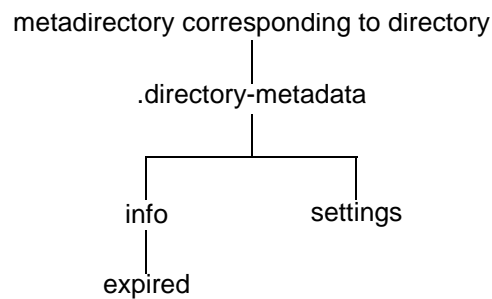 metadirectory corresponding to directory
.directory-metadata
info
settings
expired